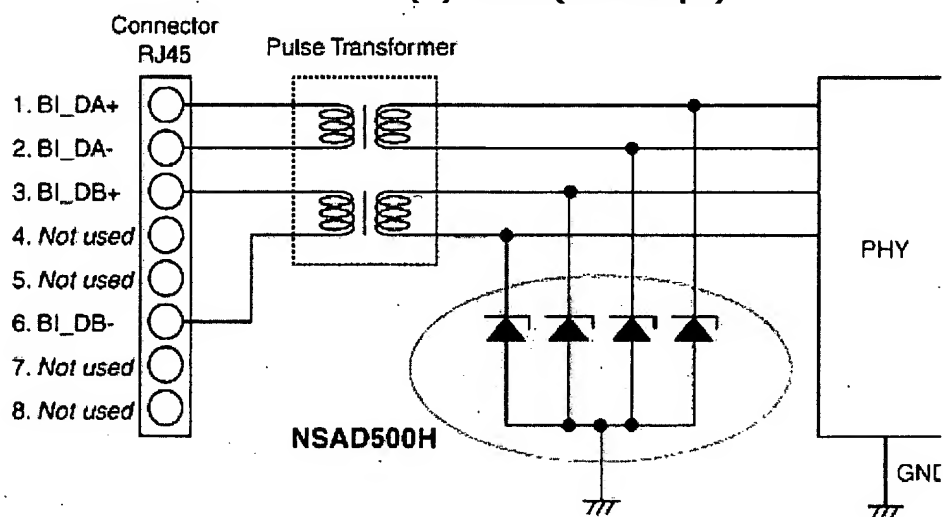 Connector
RJ45
Pulse Transformer
1. BI_DA+
2. BI_DA-
3. BI_DB+
4. Not used
5. Not used
6. BI_DB-
7. Not used
8. Not used
PHY
NSAD500H
GND